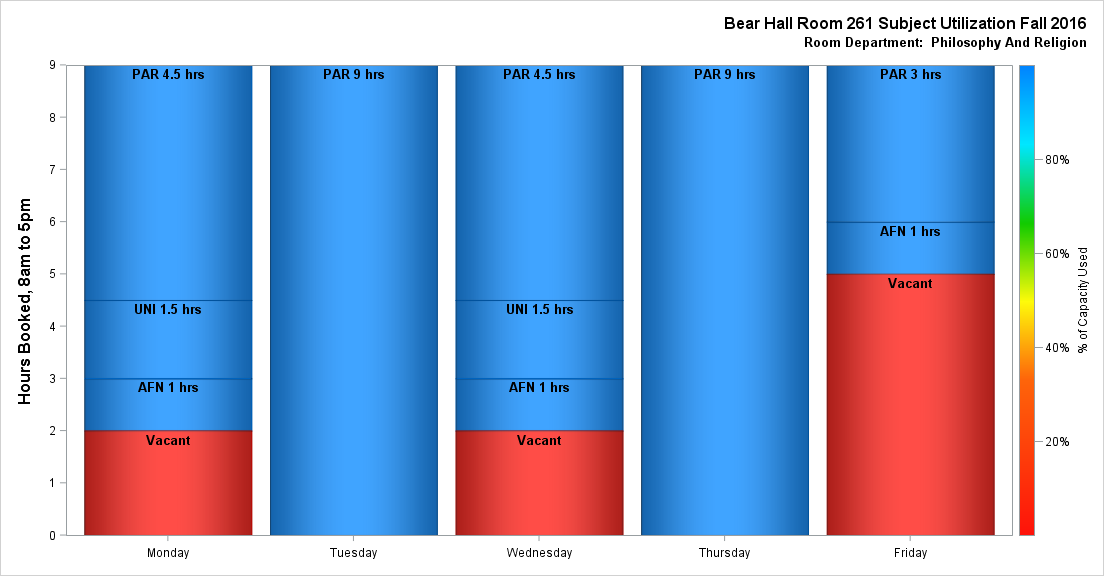 Bear Hall Room 261 Subject Utilization Fall 2016
Room Department:  Philosophy And Religion
Hours Booked, 8am to 5pm
9
8
7
6
5
4
3
2
1
0
PAR 4.5 hrs
UNI 1.5 hrs
AFN 1 hrs
Vacant
PAR 9 hrs
PAR 4.5 hrs
UNI 1.5 hrs
AFN 1 hrs
Vacant
PAR 9 hrs
PAR 3 hrs
AFN 1 hrs
Vacant
Monday
Tuesday
Wednesday
Thursday
Friday
80%
60%
40%
20%
% of Capacity Used